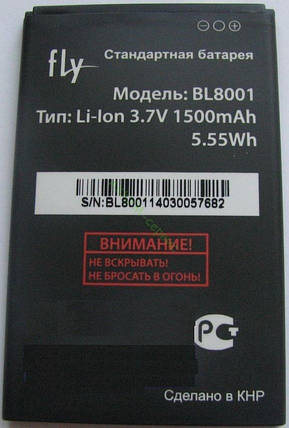 fly
Стандартная батарея
Модель: BL8001
Тип: Li-Ion 3.7V 1500mAh
5.55Wh
S/N:BL800114030057682
ВНИМАНИЕ!
НЕ ВСКРЫВАТЬ!
НЕ БРОСАТЬ В ОГОНЬ!
Сделано в КНР